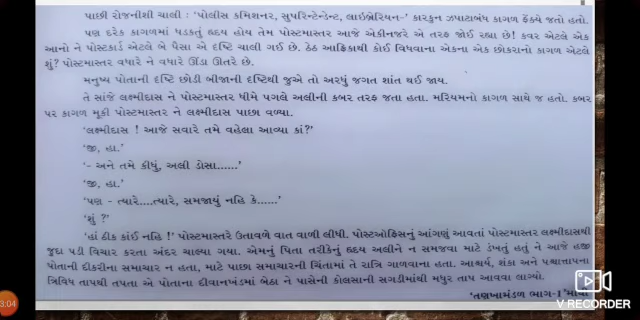 પાછી રોજનીશી ચાલી : 'પોલીસ કમિશનર, સુપરિન્ટેન્ડેન્ટ, લાઇબ્રેરિયન-' કારકુન ઝપાટાબંધ કાગળ ફેંક્યે જતો હતો.
પણ દરેક કાગળમાં ધડકતું હૃદય હોય તેમ પોસ્ટમાસ્તર આજે એકીનજરે એ તરફ જોઈ રહ્યા છે! કવર એટલે એક
આનો ને પોસ્ટકાર્ડ એટલે બે પૈસા એ દૃષ્ટિ ચાલી ગઈ છે. ઠેઠ આફ્રિકાથી કોઈ વિધવાના એકના એક છોકરાનો કાગળ એટલે
શું? પોસ્ટમાસ્તર વધારે ને વધારે ઊંડા ઊતરે છે.
મનુષ્ય પોતાની દૃષ્ટિ છોડી બીજાની દૃષ્ટિથી જુએ તો અરધું જગત શાંત થઈ જાય.
તે સાંજે લક્ષ્મીદાસ ને પોસ્ટમાસ્તર ધીમે પગલે અલીની કબર તરફ જતા હતા. મરિયમનો કાગળ સાથે જ હતો. કબર
પર કાગળ મૂકી પોસ્ટમાસ્તર ને લક્ષ્મીદાસ પાછા વળ્યા.
'લક્ષ્મીદાસ ! આજે સવારે તમે વહેલા આવ્યા કાં?'
'જી, હા.'
'- અને તમે કીધું, અલી ડોસા......'
'જી, હા.'
'પણ - ત્યારે....ત્યારે, સમજાયું નહિ કે......'
'શું ?'
'હાં ઠીક કાંઈ નહિ !' પોસ્ટમાસ્તરે ઉતાવળે વાત વાળી લીધી. પોસ્ટઑફિસનું આંગણું આવતાં પોસ્ટમાસ્તર લક્ષ્મીદાસથી
જુદા પડી વિચાર કરતા અંદર ચાલ્યા ગયા. એમનું પિતા તરીકેનું હૃદય અલીને ન સમજવા માટે ડંખતું હતું ને આજે હજી
પોતાની દીકરીના સમાચાર ન હતા, માટે પાછા સમાચારની ચિંતામાં તે રાત્રિ ગાળવાના હતા. આશ્ચર્ય, શંકા અને પશ્ચાત્તાપના
ત્રિવિધ તાપથી તપતા એ પોતાના દીવાનખંડમાં બેઠા ને પાસેની કોલસાની સગડીમાંથી મધુર તાપ આવવા લાગ્યો.
'તણખામંડળ ભાગ-1'
3:04
V RECORDER